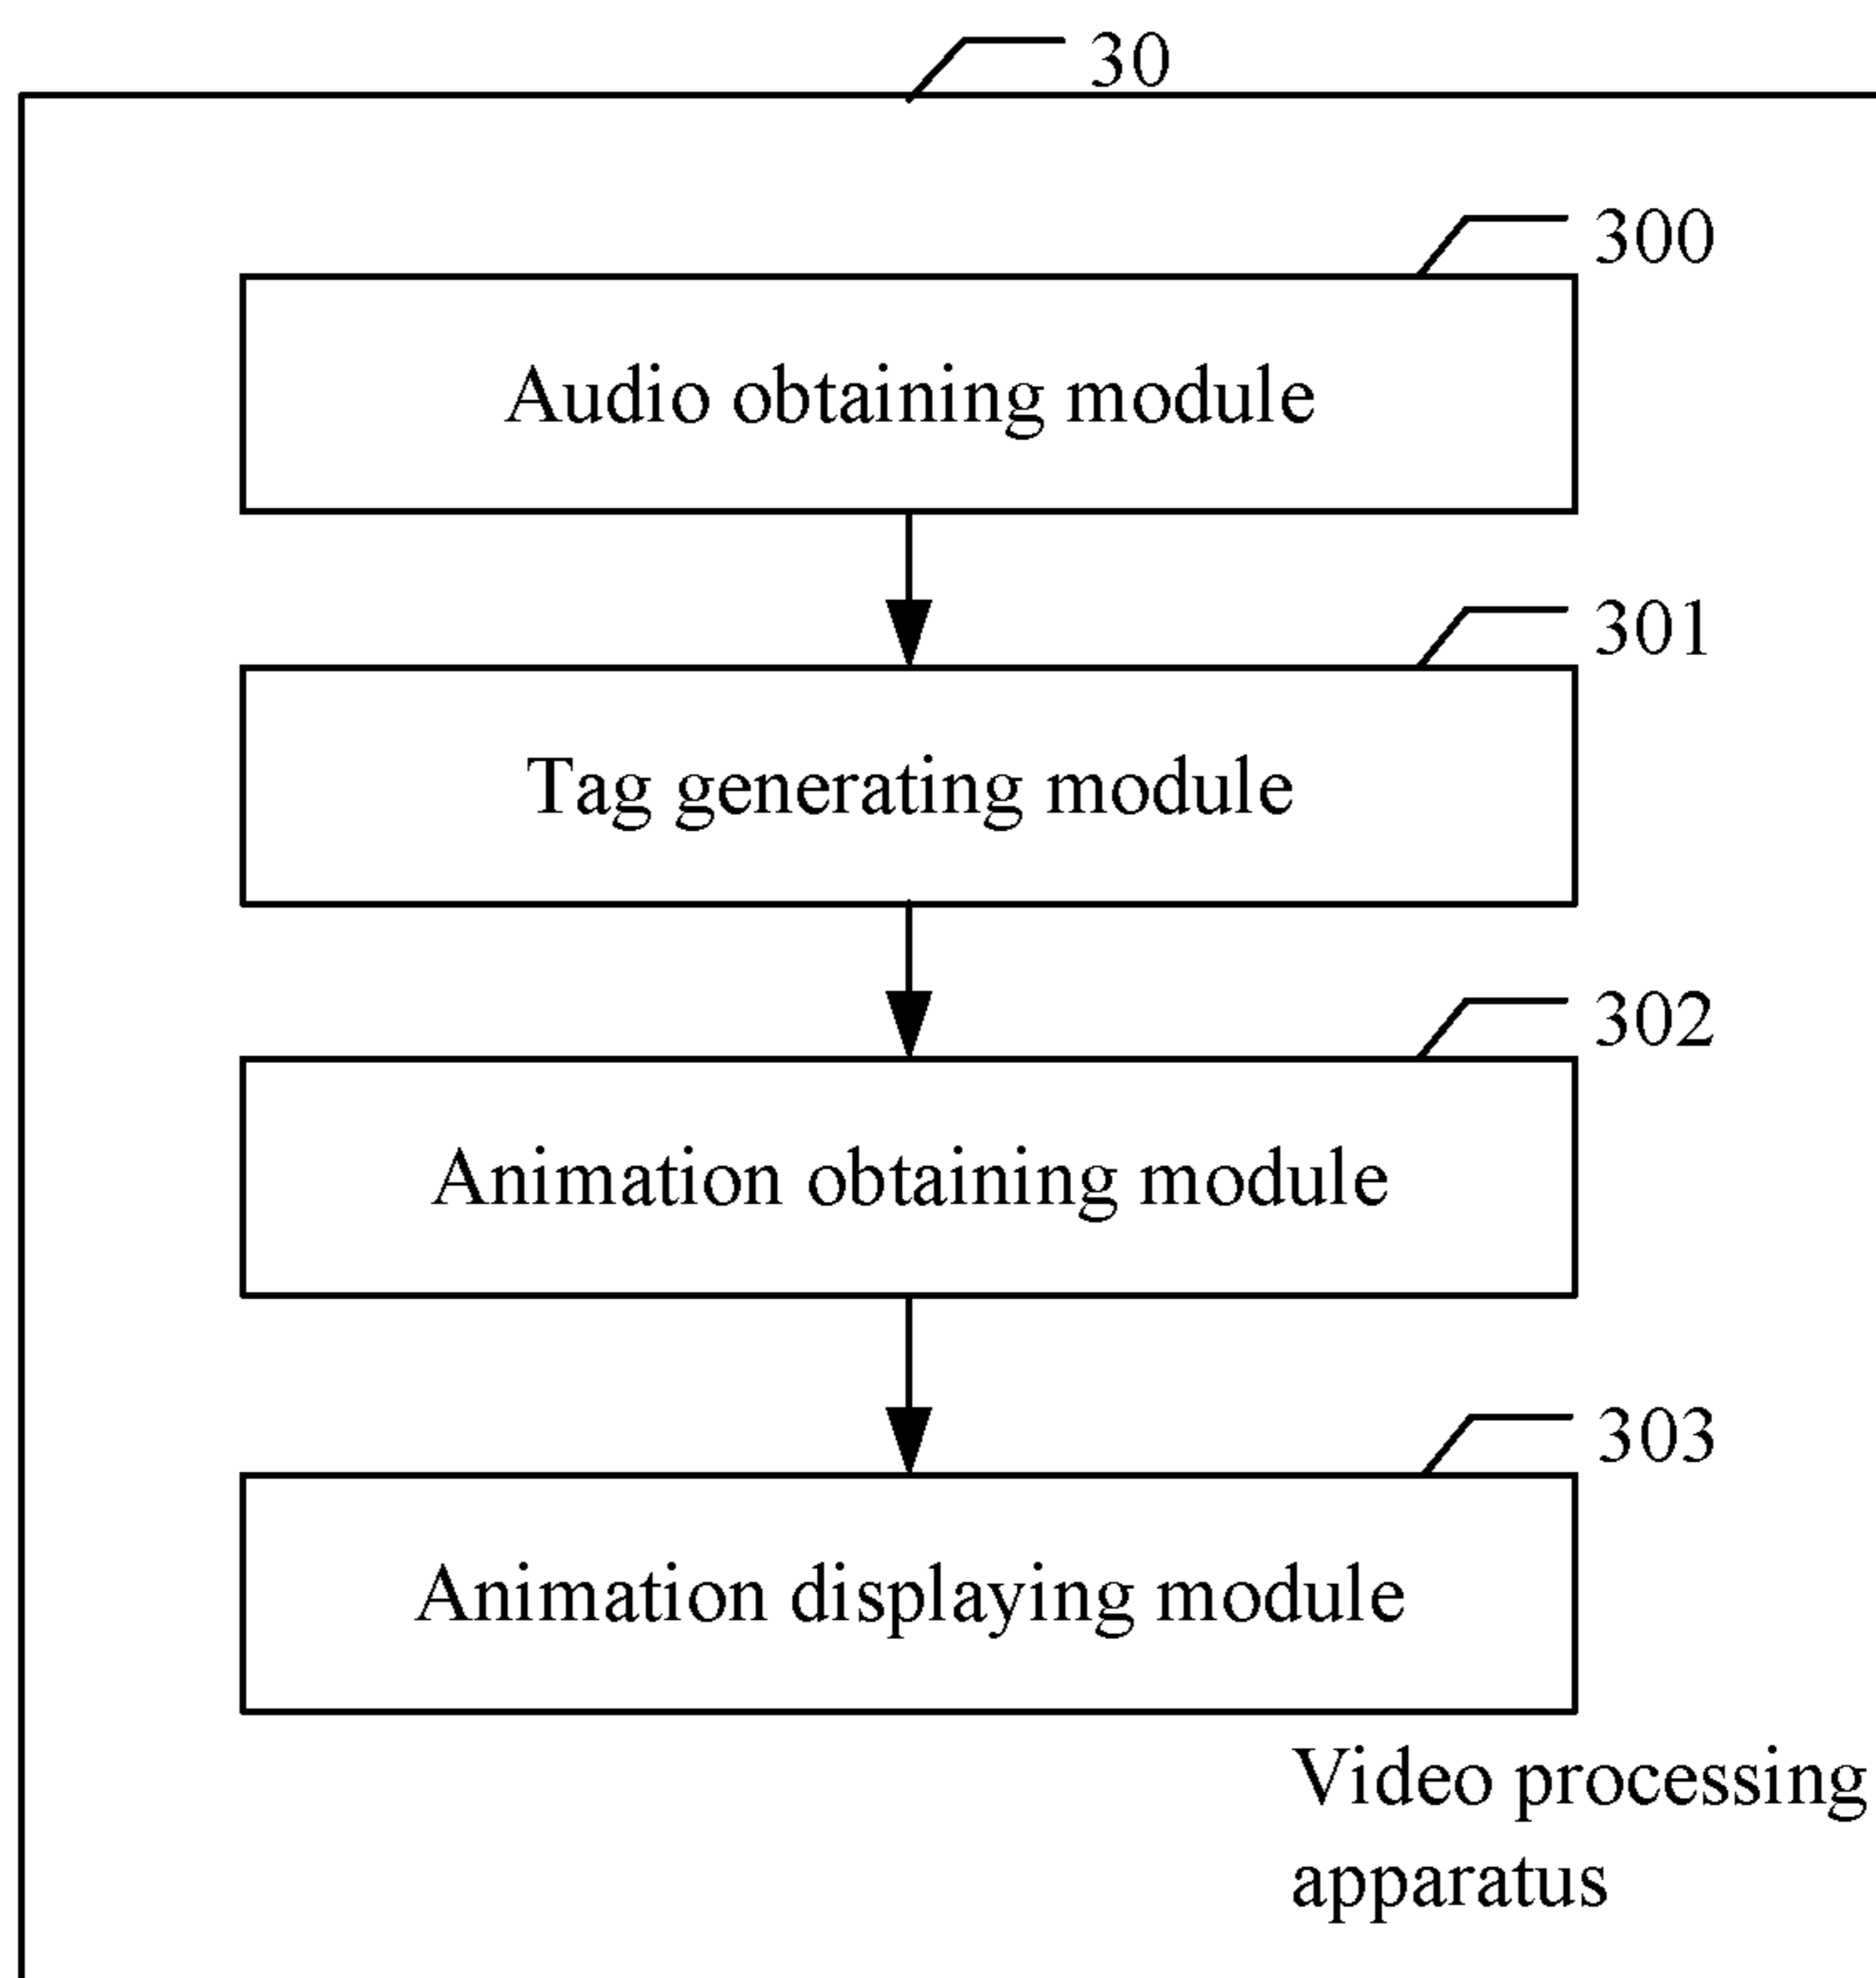 30
300
Audio obtaining module
301
Tag generating module
302
Animation obtaining module
303
Animation displaying module
Video processing
apparatus